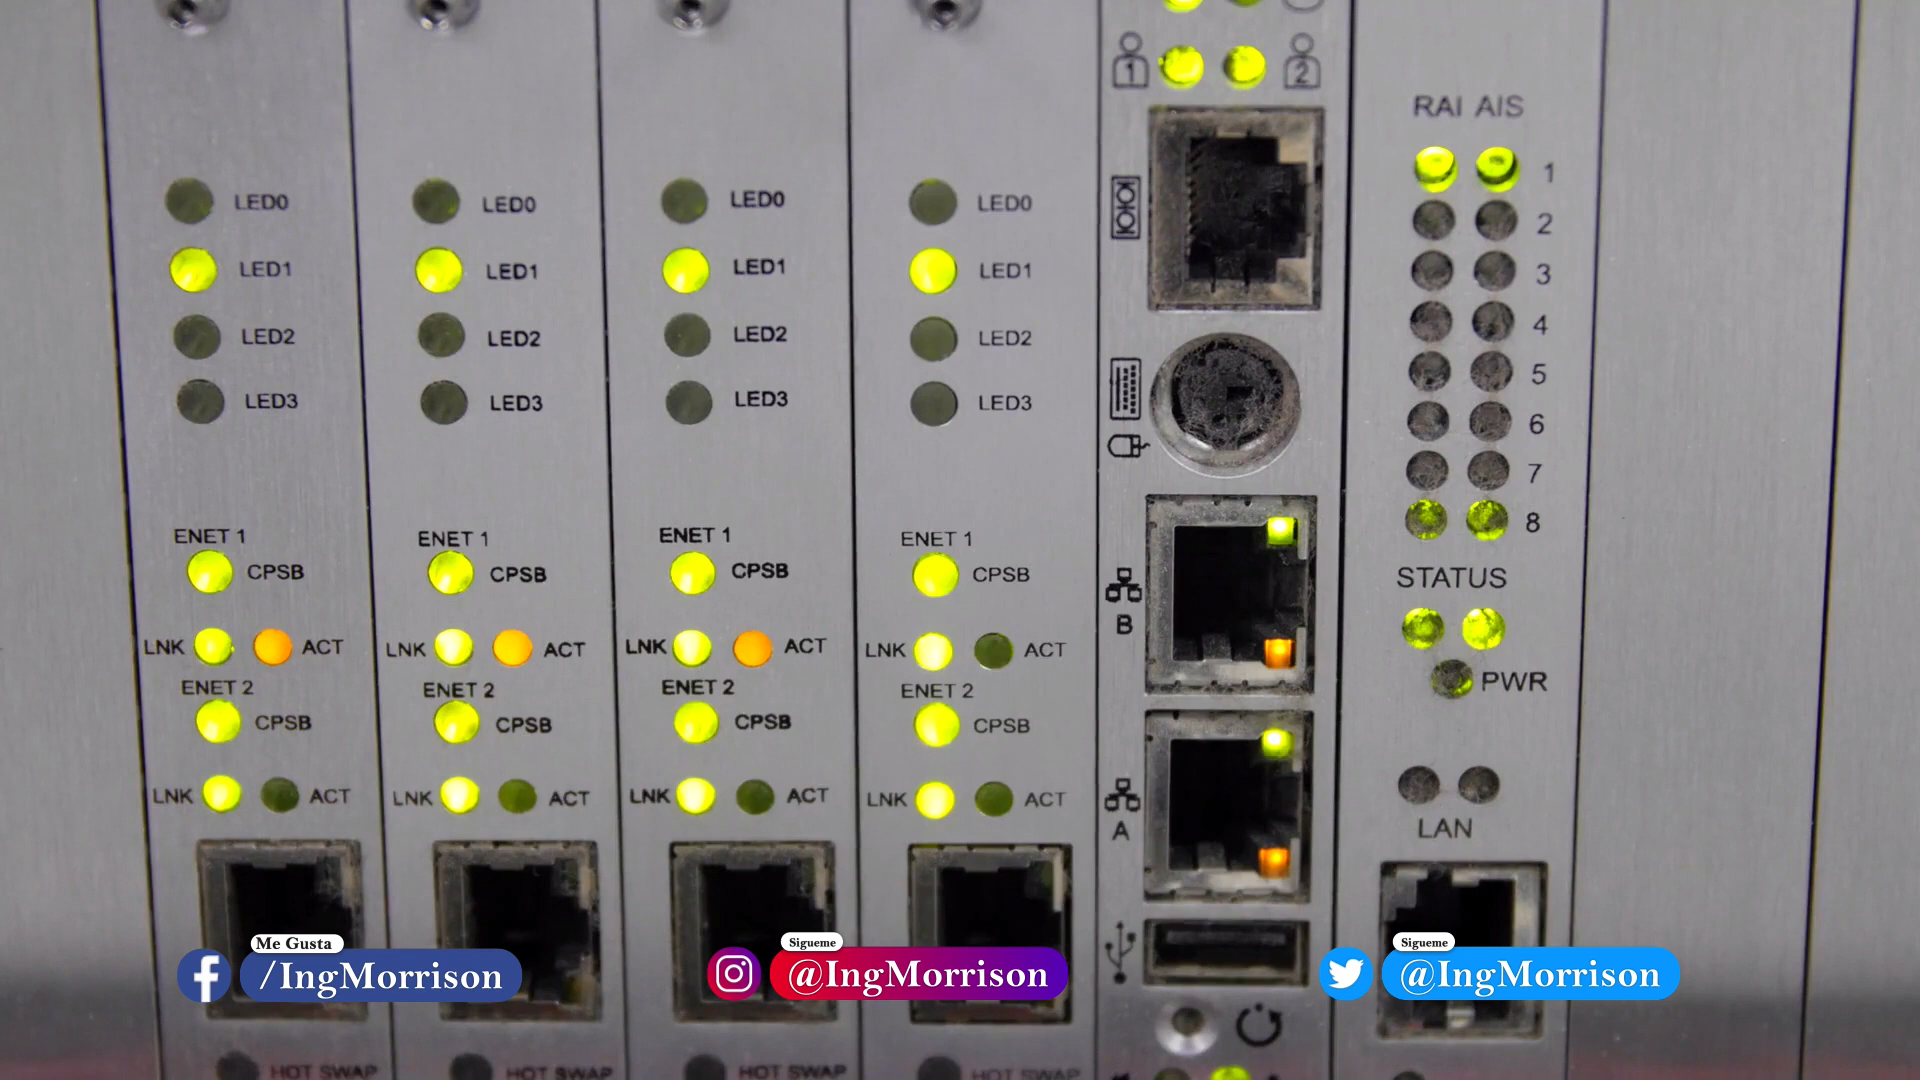 1
2
RAI AIS
1
2
3
4
5
6
7
8
STATUS
PWR
LAN
LED0
LED1
LED2
LED3
ENET 1
CPSB
LNK ACT
ENET 2
CPSB
LNK ACT
HOT SWAP
LED0
LED1
LED2
LED3
ENET 1
CPSB
LNK ACT
ENET 2
CPSB
LNK ACT
HOT SWAP
LED0
LED1
LED2
LED3
ENET 1
CPSB
LNK ACT
ENET 2
CPSB
LNK ACT
HOT SWAP
LED0
LED1
LED2
LED3
ENET 1
CPSB
LNK ACT
ENET 2
CPSB
LNK ACT
HOT SWAP
B
A
Me Gusta
/IngMorrison
Sigueme
@IngMorrison
Sigueme
@IngMorrison